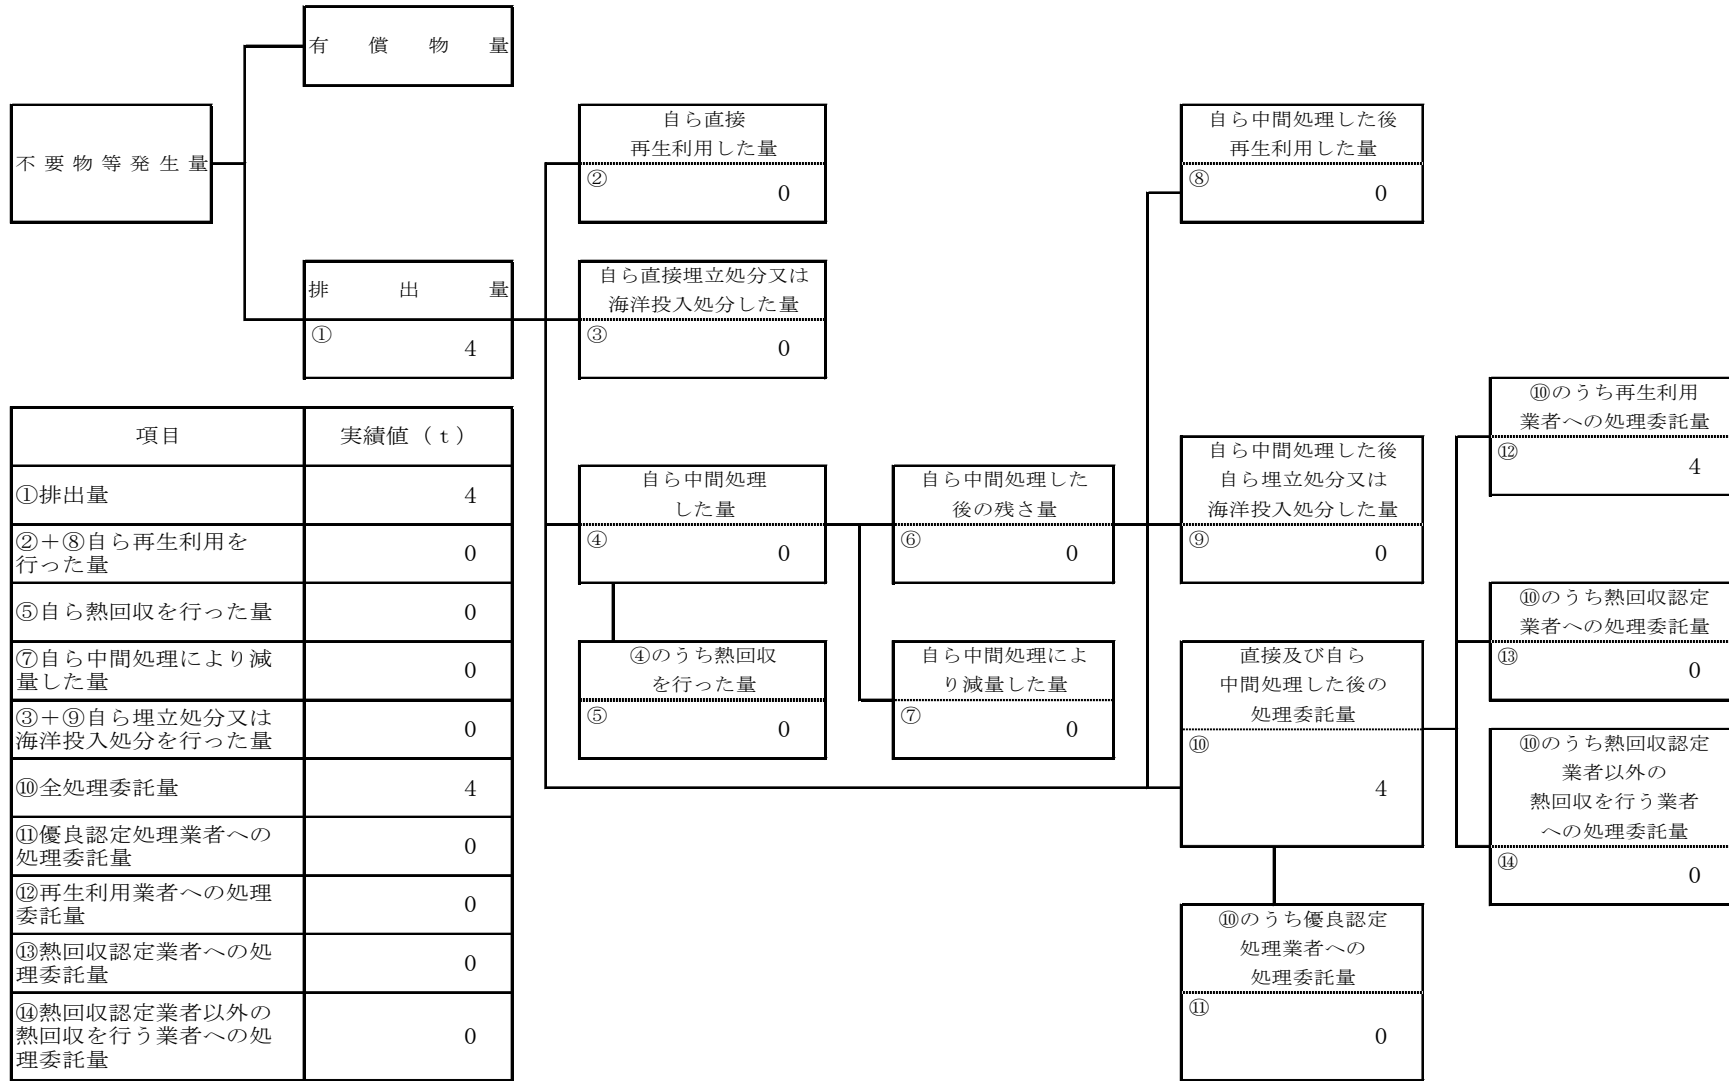 有償物量
不要物等発生量
排出量
①
4
自ら直接
再生利用した量
②
0
自ら直接埋立処分又は
海洋投入処分した量
③
0
自ら中間処理
した量
④
0
④のうち熱回収
を行った量
⑤
0
自ら中間処理した
後の残さ量
⑥
0
自ら中間処理によ
り減量した量
⑦
0
自ら中間処理した後
再生利用した量
⑧
0
自ら中間処理した後
自ら埋立処分又は
海洋投入処分した量
⑨
0
直接及び自ら
中間処理した後の
処理委託量
⑩
4
⑩のうち優良認定
処理業者への
処理委託量
⑪
0
⑩のうち再生利用
業者への処理委託量
⑫
4
⑩のうち熱回収認定
業者への処理委託量
⑬
0
⑩のうち熱回収認定
業者以外の
熱回収を行う業者
への処理委託量
⑭
0
項目 実績値（ｔ）
①排出量 4
②＋⑧自ら再生利用を
行った量 0
⑤自ら熱回収を行った量 0
⑦自ら中間処理により減
量した量 0
③＋⑨自ら埋立処分又は
海洋投入処分を行った量 0
⑩全処理委託量 4
⑪優良認定処理業者への
処理委託量 0
⑫再生利用業者への処理
委託量 0
⑬熱回収認定業者への処
理委託量 0
⑭熱回収認定業者以外の
熱回収を行う業者への処 0
理委託量